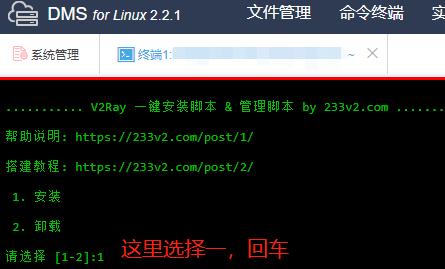 DMS for Linux 2.2.1
文件管理
命令终端
系统管理
终端1:
~
........... V2Ray 一键安装脚本 & 管理脚本 by 233v2.com .......
帮助说明: https://233v2.com/post/1/
搭建教程: https://233v2.com/post/2/
1. 安装
2. 卸载
请选择 [1-2]:1
这里选择一，回车